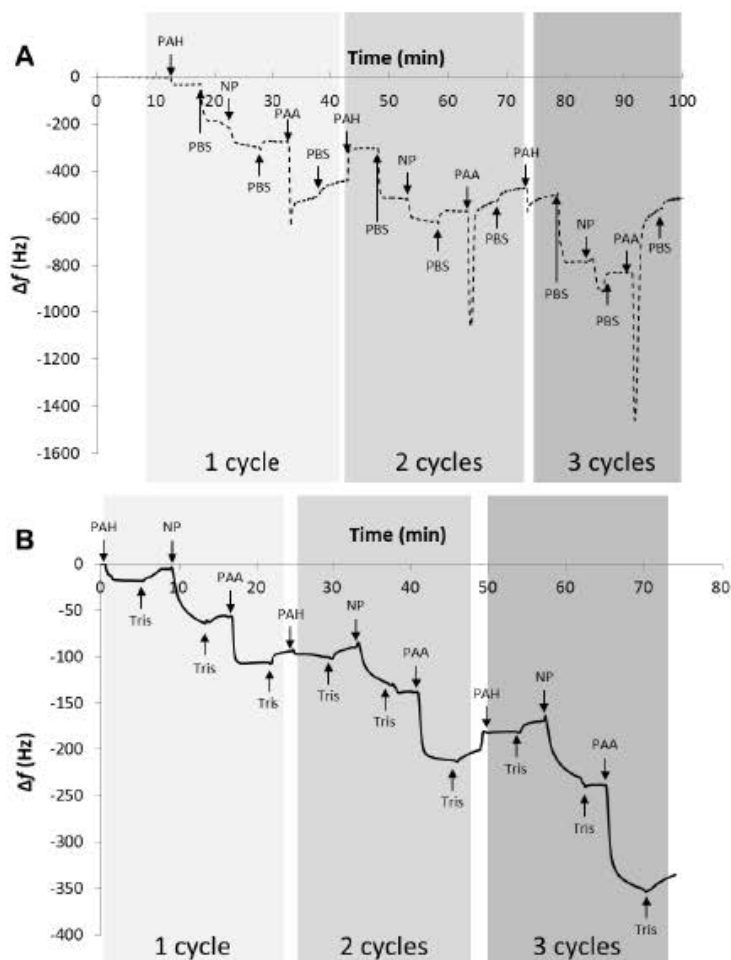 A
PAH
Time (min)
0
0 10 20 30 40 50 60 70 80 90 100
NP
PAA
PBS
PAH
PBS
PBS
NP
PAA
PAH
PBS
PBS
PBS
PBS
NP
PAA
PBS
PBS
-200
-400
-600
-800
-1000
-1200
-1400
-1600
Δf (Hz)
1 cycle 2 cycles 3 cycles
B
PAH NP
Time (min)
0
0 10 20 30 40 50 60 70 80
Tris
PAA
Tris
PAH
Tris
NP
Tris
PAA
Tris
PAH
Tris
NP
Tris
PAA
Tris
-50
-100
-150
-200
-250
-300
-350
-400
Δf (Hz)
1 cycle 2 cycles 3 cycles